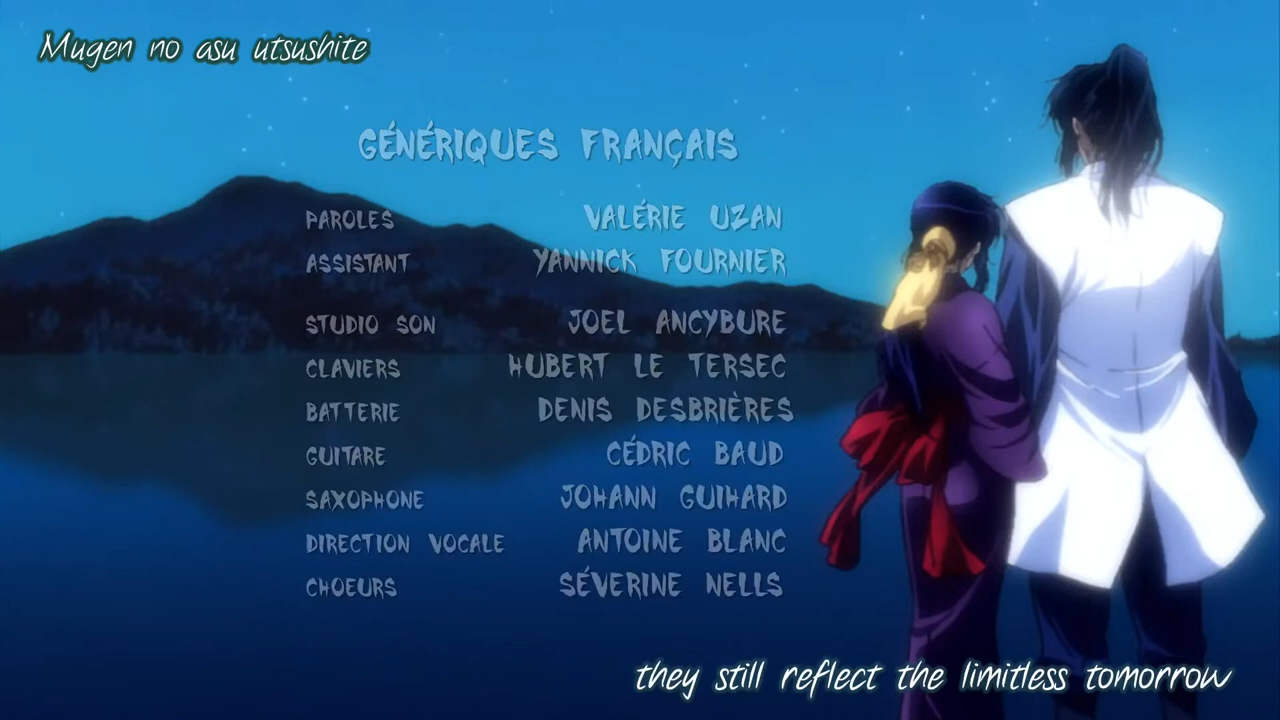 Mugen no asu utsushite
GÉNÉRIQUES FRANÇAIS
PAROLES VALÉRIE UZAN
ASSISTANT YANNICK FOURNIER
STUDIO SON JOEL ANCYBURE
CLAVIERS HUBERT LE TERSEC
BATTERIE DENIS DESBRIÈRES
GUITARE CÉDRIC BAUD
SAXOPHONE JOHANN GUIHARD
DIRECTION VOCALE ANTOINE BLANC
CHOEURS SÉVERINE NELLS
they still reflect the limitless tomorrow